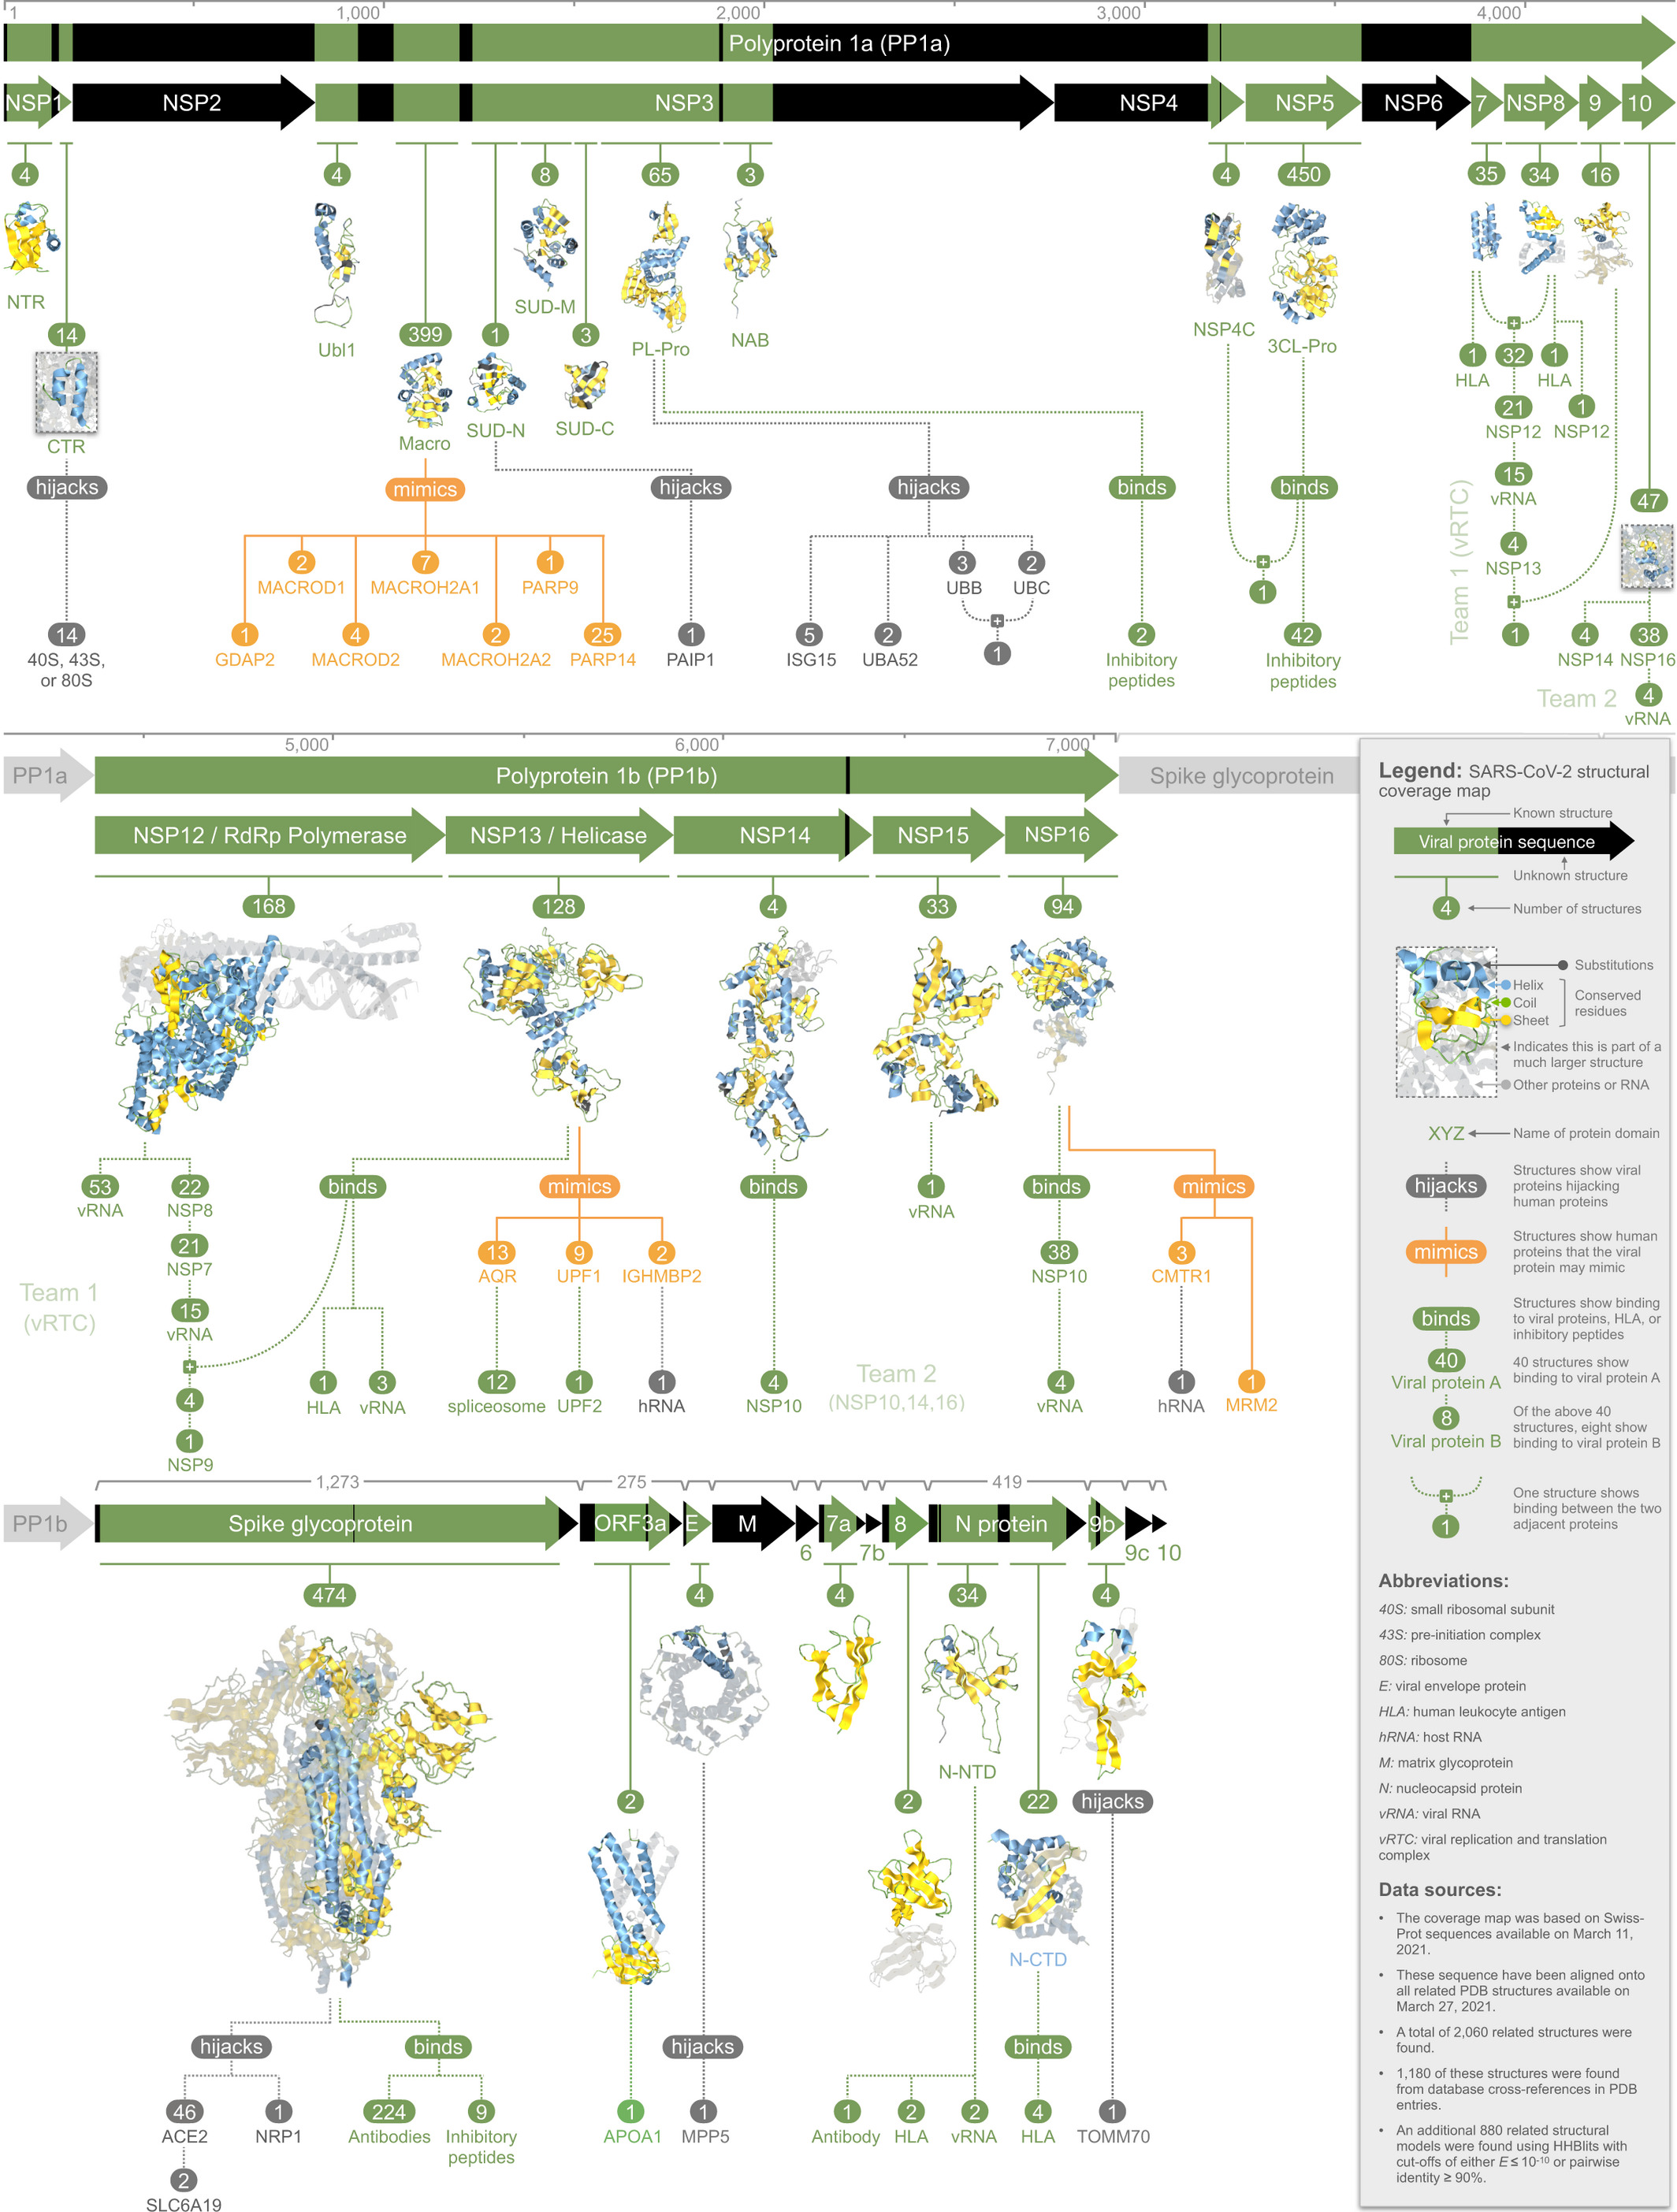 1
1,000
2,000
3,000
4,000
Polyprotein 1a (PP1a)
NSP1
NSP2
NSP3
NSP4
NSP5
NSP6
7
NSP8
9
10
4
4
8
65
3
4
450
35
34
16
NTR
14
CTR
Ubl1
399
Macro
1
SUD-N
SUD-M
3
SUD-C
PL-Pro
NAB
NSP4C
3CL-Pro
1
HLA
32
1
HLA
21
NSP12
1
NSP12
15
vRNA
4
NSP13
1
Team 1 (vRTC)
47
hijacks
mimics
hijacks
hijacks
binds
binds
2
MACROD1
7
MACROH2A1
1
PARP9
3
UBB
2
UBC
1
14
40S, 43S,
or 80S
1
GDAP2
4
MACROD2
2
MACROH2A2
25
PARP14
1
PAIP1
5
ISG15
2
UBA52
1
2
Inhibitory
peptides
42
Inhibitory
peptides
4
NSP14
38
NSP16
Team 2
4
vRNA
5,000
6,000
7,000
PP1a
Polyprotein 1b (PP1b)
Spike glycoprotein
NSP12 / RdRp Polymerase
NSP13 / Helicase
NSP14
NSP15
NSP16
168
128
4
33
94
53
vRNA
22
NSP8
binds
mimics
binds
1
vRNA
binds
mimics
21
NSP7
13
AQR
9
UPF1
2
IGHMBP2
38
NSP10
3
CMTR1
Team 1
(vRTC)
15
vRNA
4
1
NSP9
1
HLA
3
vRNA
12
spliceosome
1
UPF2
1
hRNA
4
NSP10
Team 2
(NSP10,14,16)
4
vRNA
1
hRNA
1
MRM2
1,273
275
419
PP1b
Spike glycoprotein
ORF3a
E
M
6
7a
7b
8
N protein
9b
9c
10
474
4
4
34
4
N-NTD
2
2
22
hijacks
N-CTD
hijacks
binds
hijacks
binds
46
ACE2
1
NRP1
224
Antibodies
9
Inhibitory
peptides
1
APOA1
1
MPP5
1
Antibody
2
HLA
2
vRNA
4
HLA
1
TOMM70
2
SLC6A19
Legend: SARS-CoV-2 structural
coverage map
Known structure
Viral protein sequence
Unknown structure
4
Number of structures
Substitutions
Helix
Coil
Sheet
Conserved
residues
Indicates this is part of a
much larger structure
Other proteins or RNA
XYZ
Name of protein domain
hijacks
Structures show viral
proteins hijacking
human proteins
mimics
Structures show human
proteins that the viral
protein may mimic
binds
Structures show binding
to viral proteins, HLA, or
inhibitory peptides
40
Viral protein A
40 structures show
binding to viral protein A
8
Viral protein B
Of the above 40
structures, eight show
binding to viral protein B
1
One structure shows
binding between the two
adjacent proteins
Abbreviations:
40S: small ribosomal subunit
43S: pre-initiation complex
80S: ribosome
E: viral envelope protein
HLA: human leukocyte antigen
hRNA: host RNA
M: matrix glycoprotein
N: nucleocapsid protein
vRNA: viral RNA
vRTC: viral replication and translation
complex
Data sources:
• The coverage map was based on Swiss-
Prot sequences available on March 11,
2021.
• These sequence have been aligned onto
all related PDB structures available on
March 27, 2021.
• A total of 2,060 related structures were
found.
• 1,180 of these structures were found
from database cross-references in PDB
entries.
• An additional 880 related structural
models were found using HHBlits with
cut-offs of either E ≤ 10⁻¹⁰ or pairwise
identity ≥ 90%.